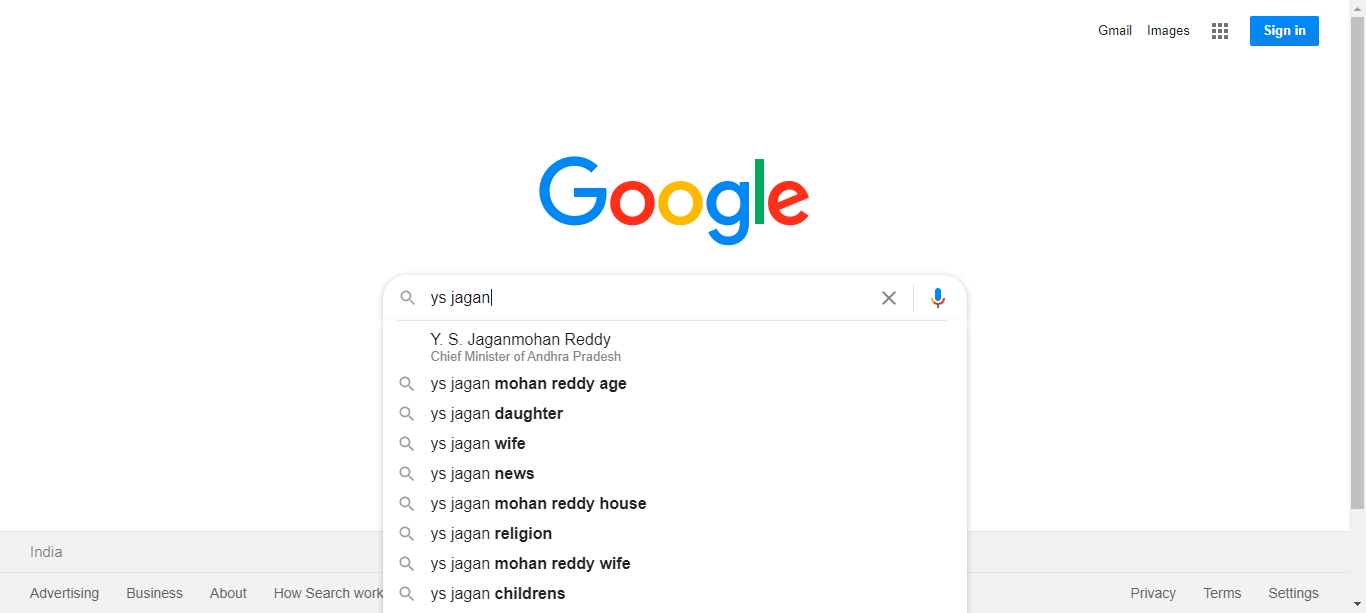 Gmail Images Sign in
Google
ys jagan
Y. S. Jaganmohan Reddy
Chief Minister of Andhra Pradesh
ys jagan mohan reddy age
ys jagan daughter
ys jagan wife
ys jagan news
ys jagan mohan reddy house
ys jagan religion
ys jagan mohan reddy wife
ys jagan childrens
India
Advertising Business About How Search work
Privacy Terms Settings